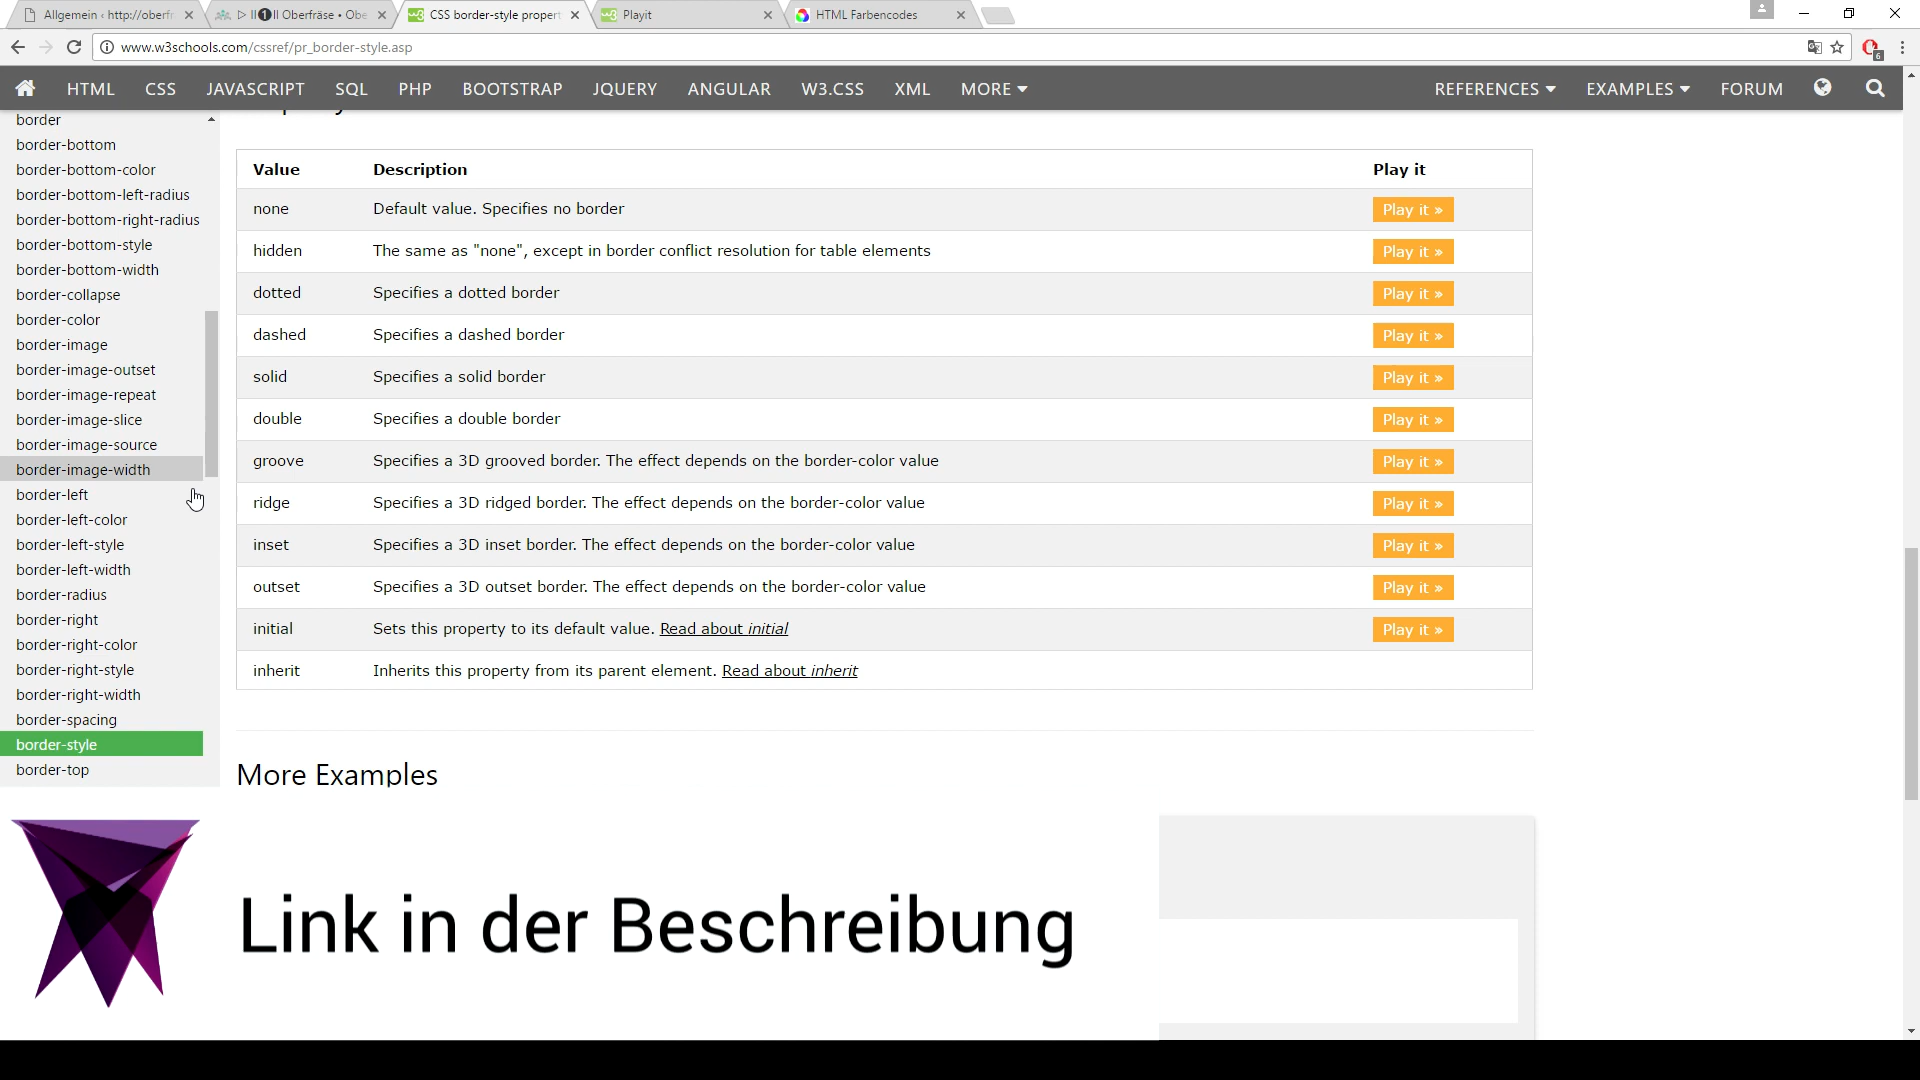 Allgemein ‹ http://oberfr
▷ II➊II Oberfräse • Obe
CSS border-style propert
Playit
HTML Farbencodes
www.w3schools.com/cssref/pr_border-style.asp
6
HTML CSS JAVASCRIPT SQL PHP BOOTSTRAP JQUERY ANGULAR W3.CSS XML MORE REFERENCES EXAMPLES FORUM
border
border-bottom
border-bottom-color
border-bottom-left-radius
border-bottom-right-radius
border-bottom-style
border-bottom-width
border-collapse
border-color
border-image
border-image-outset
border-image-repeat
border-image-slice
border-image-source
border-image-width
border-left
border-left-color
border-left-style
border-left-width
border-radius
border-right
border-right-color
border-right-style
border-right-width
border-spacing
border-style
border-top
Value Description Play it
none Default value. Specifies no border Play it »
hidden The same as "none", except in border conflict resolution for table elements Play it »
dotted Specifies a dotted border Play it »
dashed Specifies a dashed border Play it »
solid Specifies a solid border Play it »
double Specifies a double border Play it »
groove Specifies a 3D grooved border. The effect depends on the border-color value Play it »
ridge Specifies a 3D ridged border. The effect depends on the border-color value Play it »
inset Specifies a 3D inset border. The effect depends on the border-color value Play it »
outset Specifies a 3D outset border. The effect depends on the border-color value Play it »
initial Sets this property to its default value. Read about initial Play it »
inherit Inherits this property from its parent element. Read about inherit
More Examples
Link in der Beschreibung